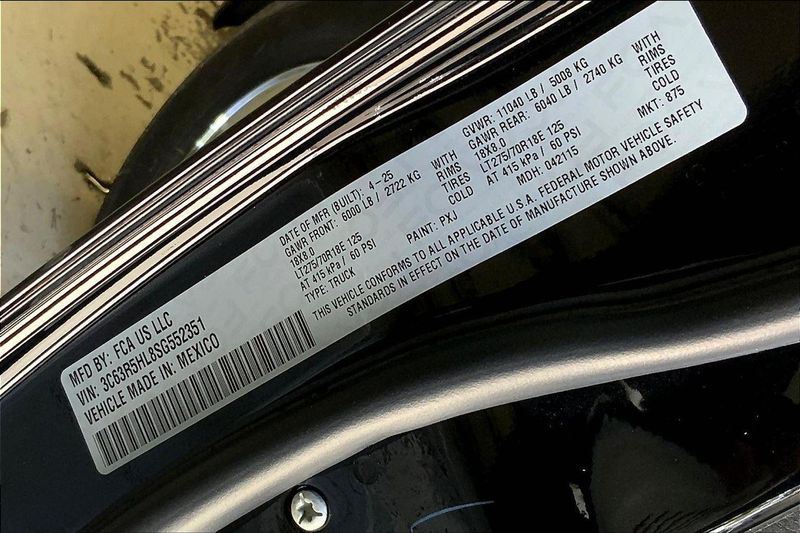 MFD BY: FCA US LLC
VIN: 3C63R5HL8SG552351
VEHICLE MADE IN: MEXICO
DATE OF MFR (BUILT): 4-25 GVWR: 11040 LB / 5008 KG
GAWR FRONT: 6000 LB / 2722 KG WITH GAWR REAR: 6040 LB / 2740 KG WITH
18X8.0 RIMS 18X8.0 RIMS
LT275/70R18E 125 TIRES LT275/70R18E 125 TIRES
AT 415 kPa / 60 PSI COLD AT 415 kPa / 60 PSI COLD
TYPE: TRUCK PAINT: PXJ MDH: 042115 MKT: 875
THIS VEHICLE CONFORMS TO ALL APPLICABLE U.S.A. FEDERAL MOTOR VEHICLE SAFETY
STANDARDS IN EFFECT ON THE DATE OF MANUFACTURE SHOWN ABOVE.